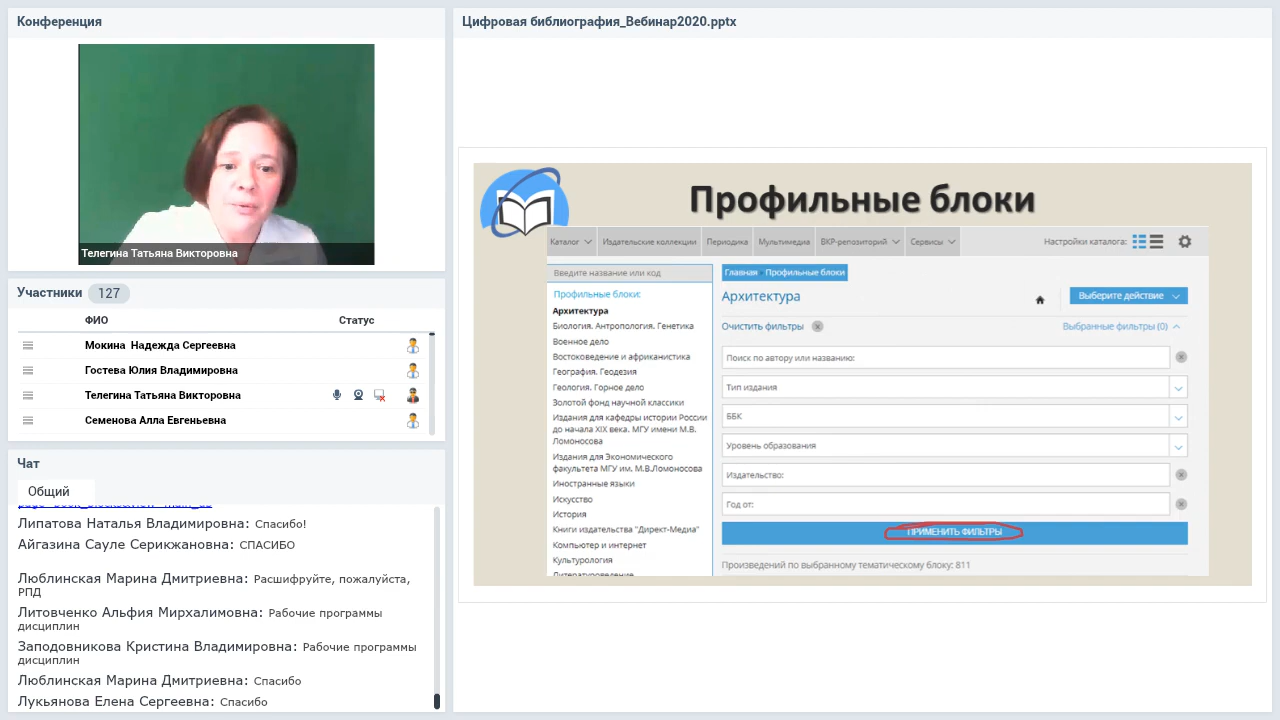 Конференция
Телегина Татьяна Викторовна
Участники 127
ФИО Статус
Мокина Надежда Сергеевна
Гостева Юлия Владимировна
Телегина Татьяна Викторовна
Семенова Алла Евгеньевна
Чат
Общий
Липатова Наталья Владимировна: Спасибо!
Айгазина Сауле Серикжановна: СПАСИБО
Люблинская Марина Дмитриевна: Расшифруйте, пожалуйста,
РПД
Литовченко Альфия Мирхалимовна: Рабочие программы
дисциплин
Заподовникова Кристина Владимировна: Рабочие программы
дисциплин
Люблинская Марина Дмитриевна: Спасибо
Лукьянова Елена Сергеевна: Спасибо
Цифровая библиография_Вебинар2020.pptx
Профильные блоки
Каталог Издательские коллекции Периодика Мультимедиа ВКР-репозиторий Сервисы Настройки каталога:
Введите название или код
Профильные блоки:
Архитектура
Биология. Антропология. Генетика
Военное дело
Востоковедение и африканистика
География. Геодезия
Геология. Горное дело
Золотой фонд научной классики
Издания для кафедры истории России
до начала XIX века. МГУ имени М.В.
Ломоносова
Издания для Экономического
факультета МГУ им. М.В.Ломоносова
Иностранные языки
Искусство
История
Книги издательства "Директ-Медиа"
Компьютер и интернет
Культурология
Литературоведение
Главная Профильные блоки
Архитектура
Выберите действие
Очистить фильтры Выбранные фильтры (0)
Поиск по автору или названию:
Тип издания
ББК
Уровень образования
Издательство:
Год от:
ПРИМЕНИТЬ ФИЛЬТРЫ
Произведений по выбранному тематическому блоку: 811